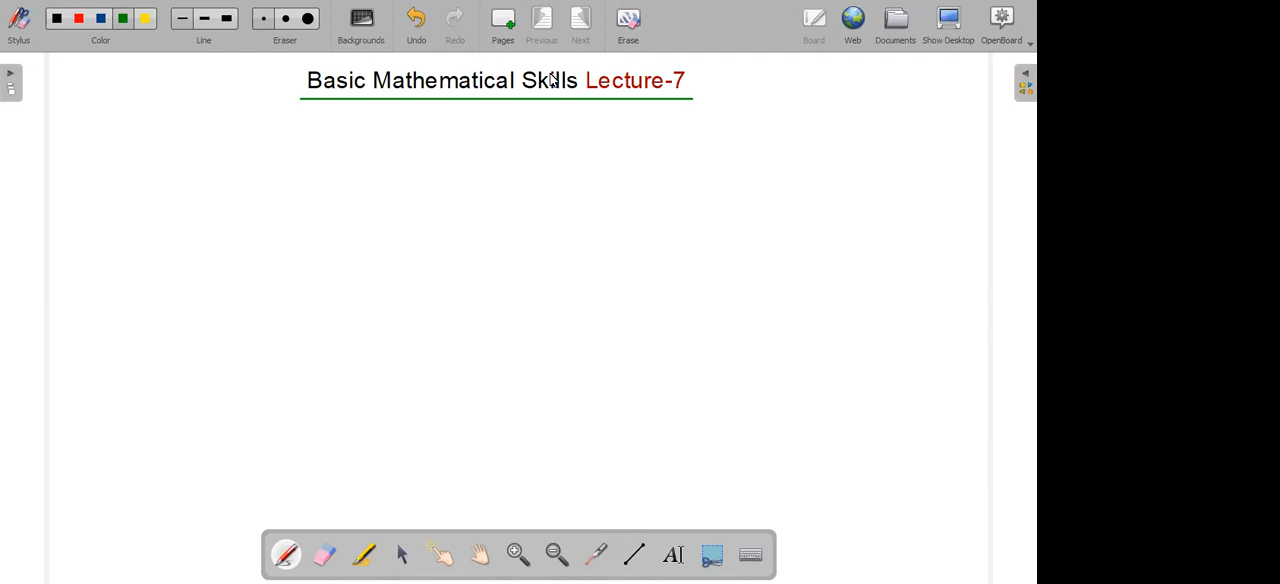 Stylus Color Line Eraser Backgrounds Undo Redo Pages Previous Next Erase Board Web Documents Show Desktop OpenBoard
Basic Mathematical Skills Lecture-7
A